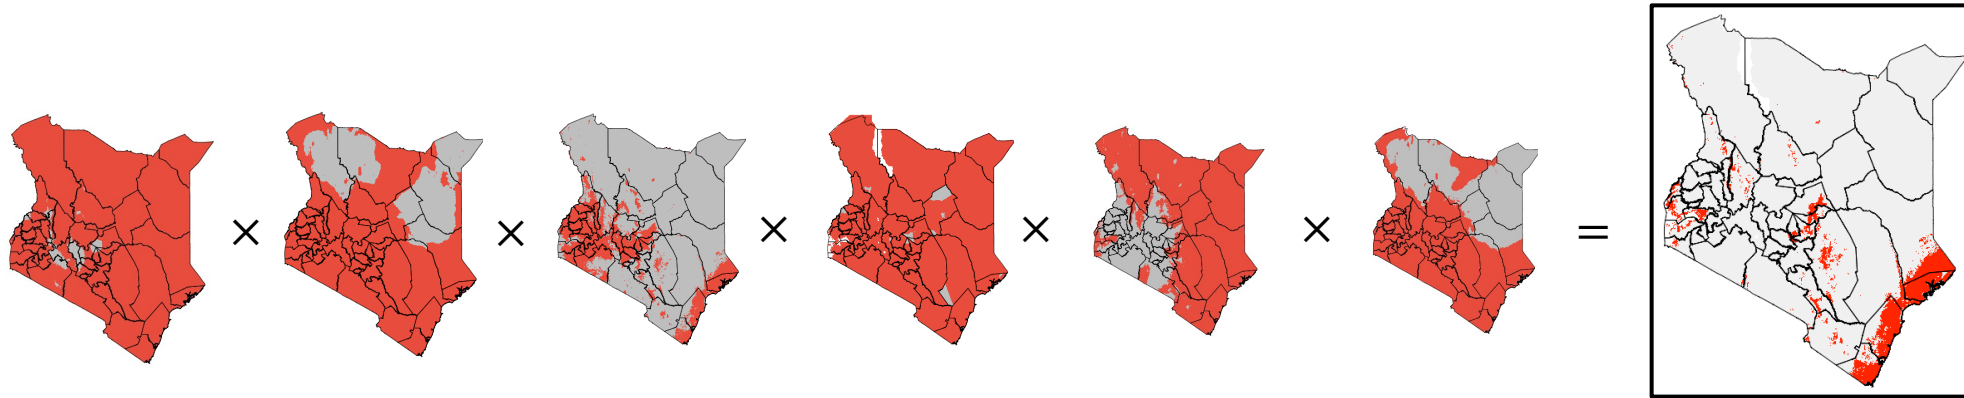 × × × × × =